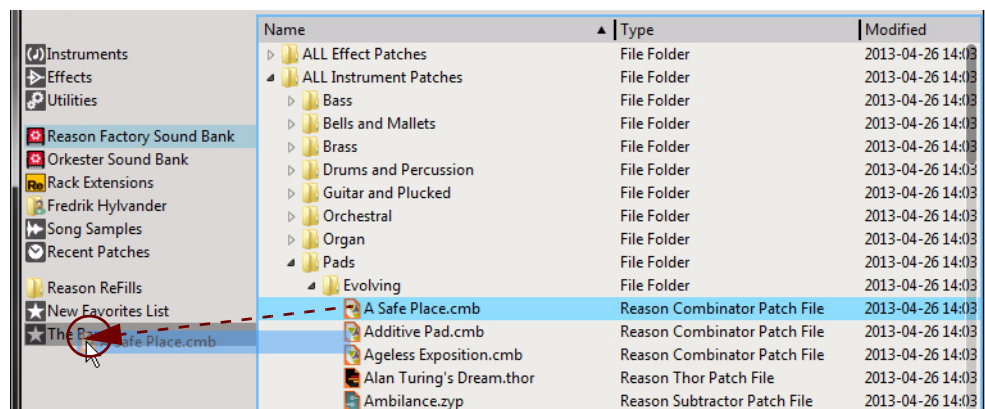 Name Type Modified
Instruments
Effects
Utilities
Reason Factory Sound Bank
Orkester Sound Bank
Re Rack Extensions
Fredrik Hylvander
Song Samples
Recent Patches
Reason ReFills
New Favorites List
The Ba
A Safe Place.cmb
ALL Effect Patches File Folder 2013-04-26 14:03
ALL Instrument Patches File Folder 2013-04-26 14:03
Bass File Folder 2013-04-26 14:03
Bells and Mallets File Folder 2013-04-26 14:03
Brass File Folder 2013-04-26 14:03
Drums and Percussion File Folder 2013-04-26 14:03
Guitar and Plucked File Folder 2013-04-26 14:03
Orchestral File Folder 2013-04-26 14:03
Organ File Folder 2013-04-26 14:03
Pads File Folder 2013-04-26 14:03
Evolving File Folder 2013-04-26 14:03
A Safe Place.cmb Reason Combinator Patch File 2013-04-26 14:03
Additive Pad.cmb Reason Combinator Patch File 2013-04-26 14:03
Ageless Exposition.cmb Reason Combinator Patch File 2013-04-26 14:03
Alan Turing's Dream.thor Reason Thor Patch File 2013-04-26 14:03
Ambilance.zyp Reason Subtractor Patch File 2013-04-26 14:03